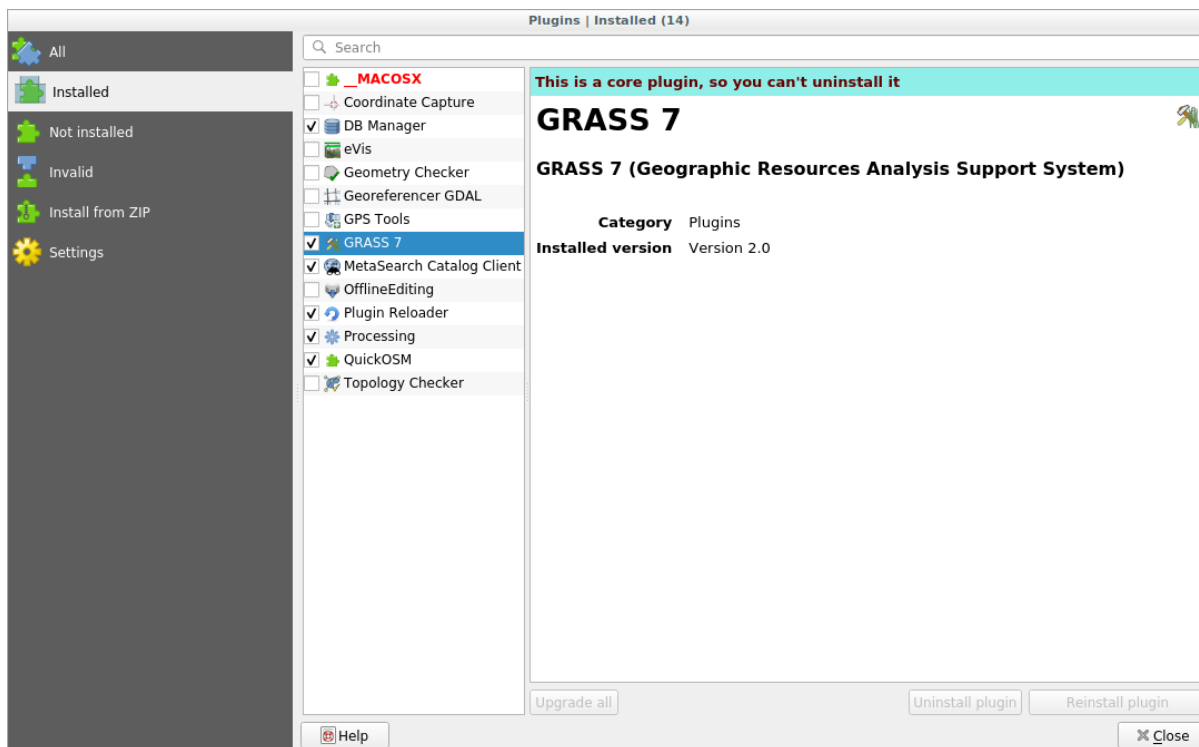 Plugins | Installed (14)
All
Installed
Not installed
Invalid
Install from ZIP
Settings
Search
__MACOSX
Coordinate Capture
DB Manager
eVis
Geometry Checker
Georeferencer GDAL
GPS Tools
GRASS 7
MetaSearch Catalog Client
OfflineEditing
Plugin Reloader
Processing
QuickOSM
Topology Checker
This is a core plugin, so you can't uninstall it
GRASS 7
GRASS 7 (Geographic Resources Analysis Support System)
Category Plugins
Installed version Version 2.0
Upgrade all
Uninstall plugin
Reinstall plugin
Help
Close